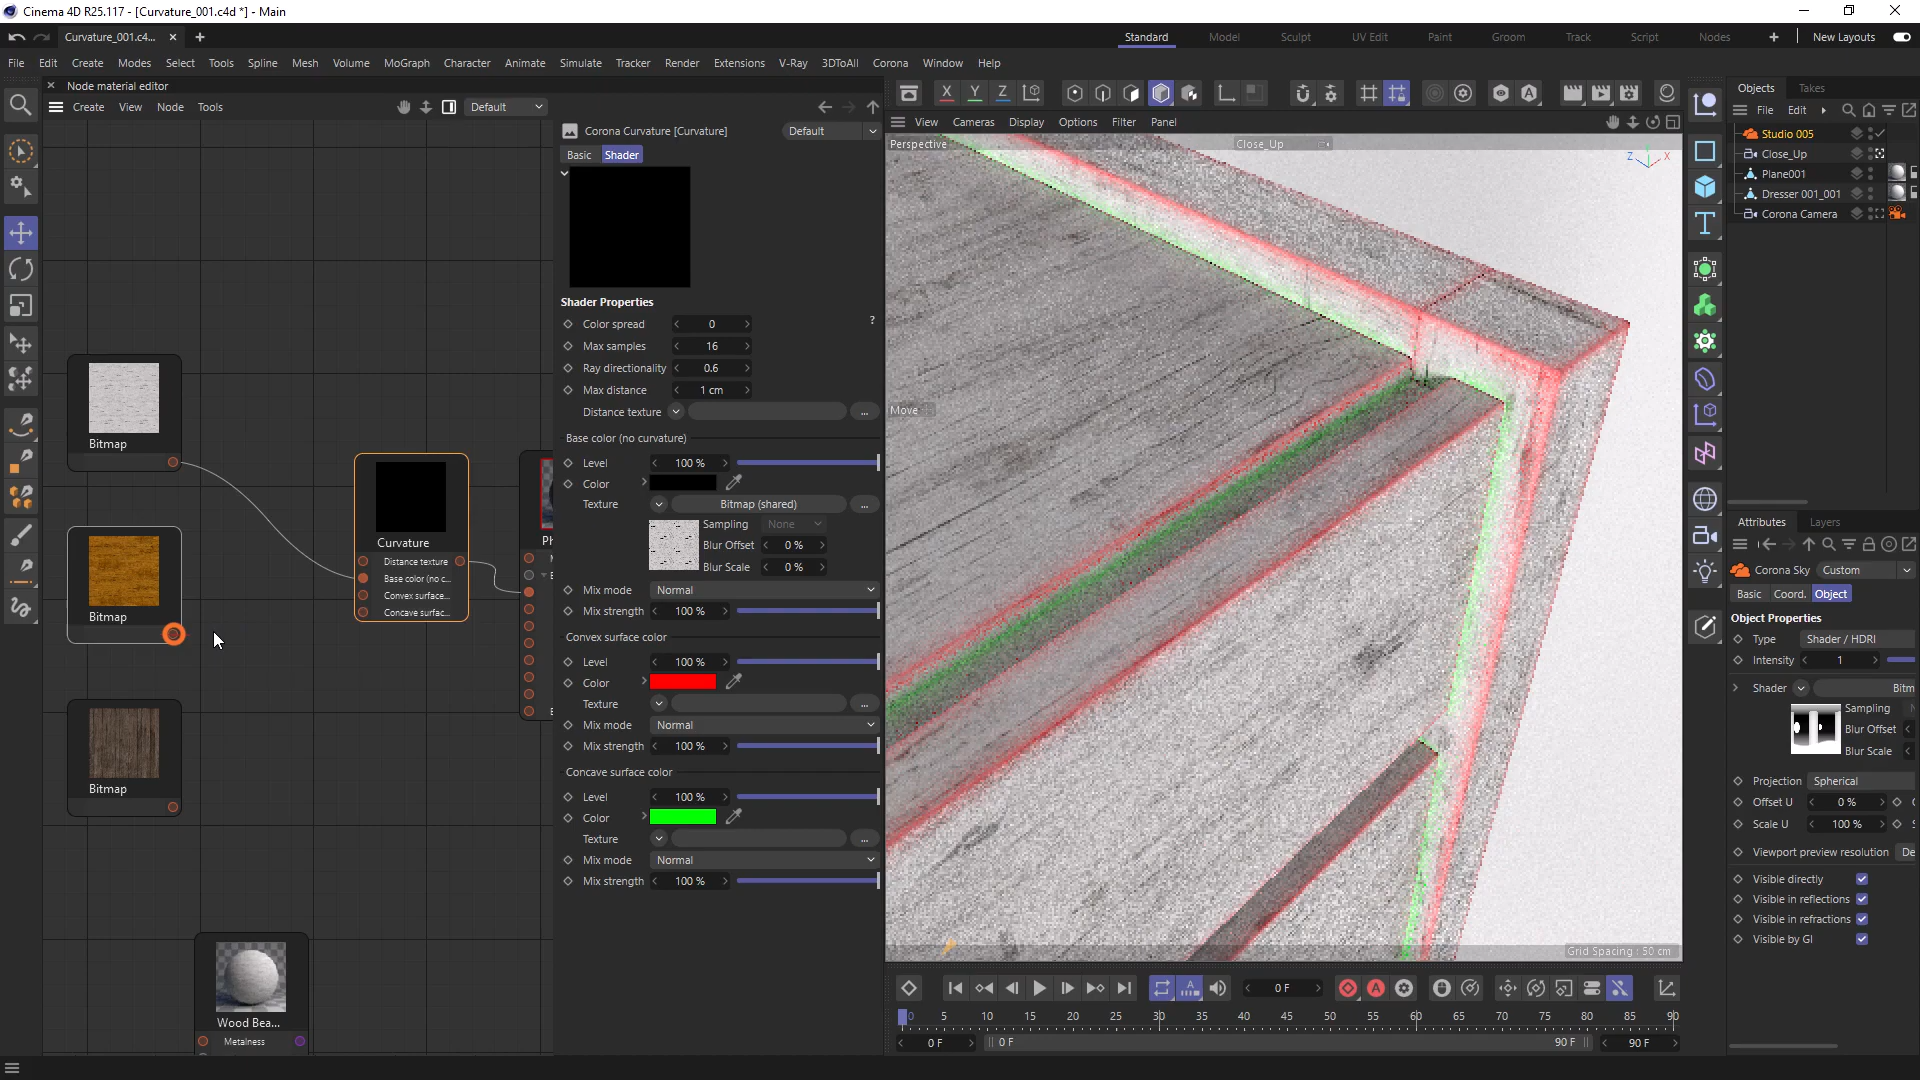 Cinema 4D R25.117 - [Curvature_001.c4d *] - Main
Curvature_001.c4...
Standard
Model
Sculpt
UV Edit
Paint
Groom
Track
Script
Nodes
New Layouts
File Edit Create Modes Select Tools Spline Mesh Volume MoGraph Character Animate Simulate Tracker Render Extensions V-Ray 3DToAll Corona Window Help
Node material editor
Create View Node Tools
Default
Bitmap
Bitmap
Bitmap
Curvature
Distance texture
Base color (no c...
Convex surface...
Concave surfac...
Wood Bea...
Metalness
Corona Curvature [Curvature]
Default
Basic
Shader
Shader Properties
Color spread 0
?
Max samples 16
Ray directionality 0.6
Max distance 1 cm
Distance texture ...
Base color (no curvature)
Level 100 %
Color
Texture Bitmap (shared) ...
Sampling None
Blur Offset 0 %
Blur Scale 0 %
Mix mode Normal
Mix strength 100 %
Convex surface color
Level 100 %
Color
Texture ...
Mix mode Normal
Mix strength 100 %
Concave surface color
Level 100 %
Color
Texture ...
Mix mode Normal
Mix strength 100 %
X Y Z
View Cameras Display Options Filter Panel
Perspective
Close_Up
Z Y X
Move
Grid Spacing : 50 cm
0 F
0 5 10 15 20 25 30 35 40 45 50 55 60 65 70 75 80 85 90
0 F
0 F
90 F
90 F
Objects
Takes
File Edit
Studio 005
Close_Up
Plane001
Dresser 001_001
Corona Camera
Attributes
Layers
Corona Sky
Custom
Basic
Coord.
Object
Object Properties
Type Shader / HDRI
Intensity 1
Shader Bitm
Sampling
Blur Offset
Blur Scale
Projection Spherical
Offset U 0 %
Scale U 100 %
Viewport preview resolution De
Visible directly
Visible in reflections
Visible in refractions
Visible by GI